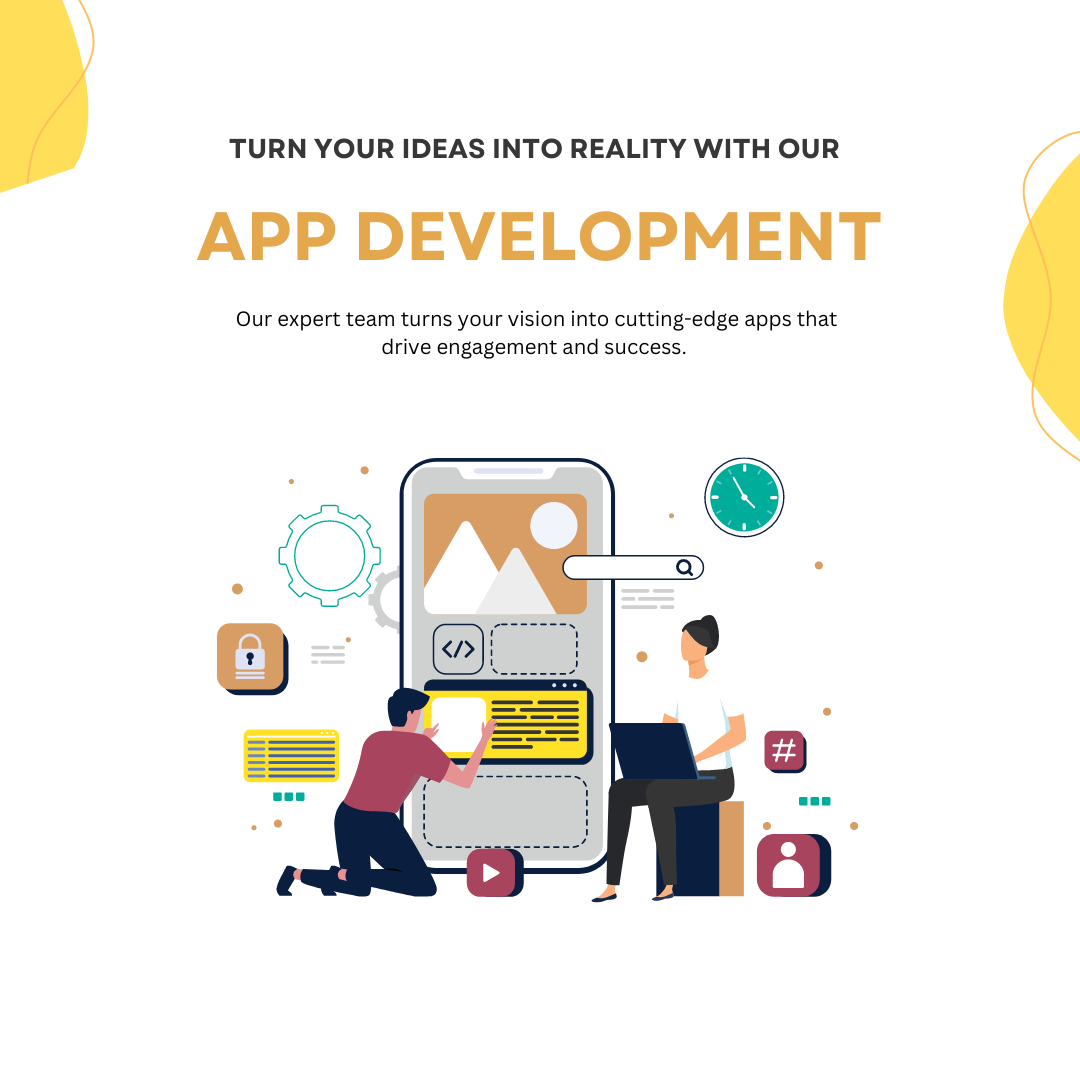 TURN YOUR IDEAS INTO REALITY WITH OUR
APP DEVELOPMENT
Our expert team turns your vision into cutting-edge apps that
drive engagement and success.
</>
#